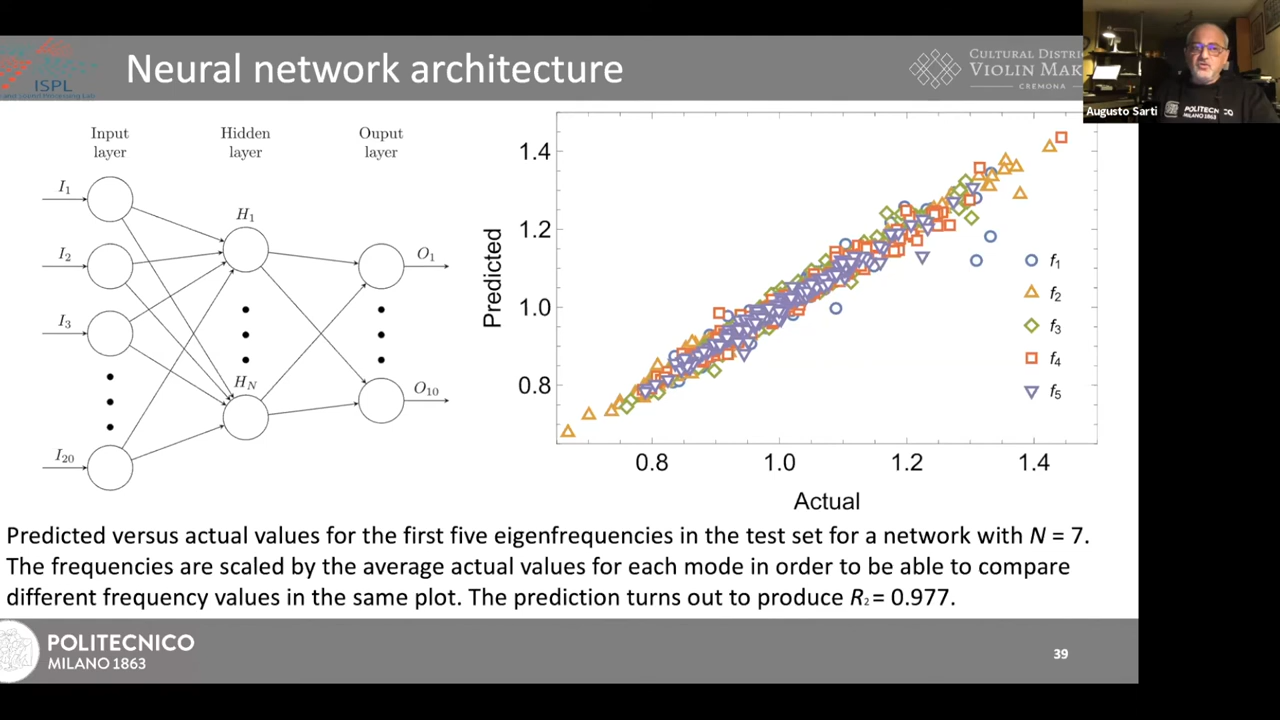 Neural network architecture
ISPL
CULTURAL DISTRI
VIOLIN MAK
CREMONA
Augusto Sarti
POLITECNICO
MILANO 1863
Input
layer
Hidden
layer
Ouput
layer
I1
I2
I3
I20
H1
HN
O1
O10
Predicted
1.4
1.2
1.0
0.8
0.8 1.0 1.2 1.4
Actual
f1
f2
f3
f4
f5
Predicted versus actual values for the first five eigenfrequencies in the test set for a network with N = 7.
The frequencies are scaled by the average actual values for each mode in order to be able to compare
different frequency values in the same plot. The prediction turns out to produce R2 = 0.977.
POLITECNICO
MILANO 1863
39